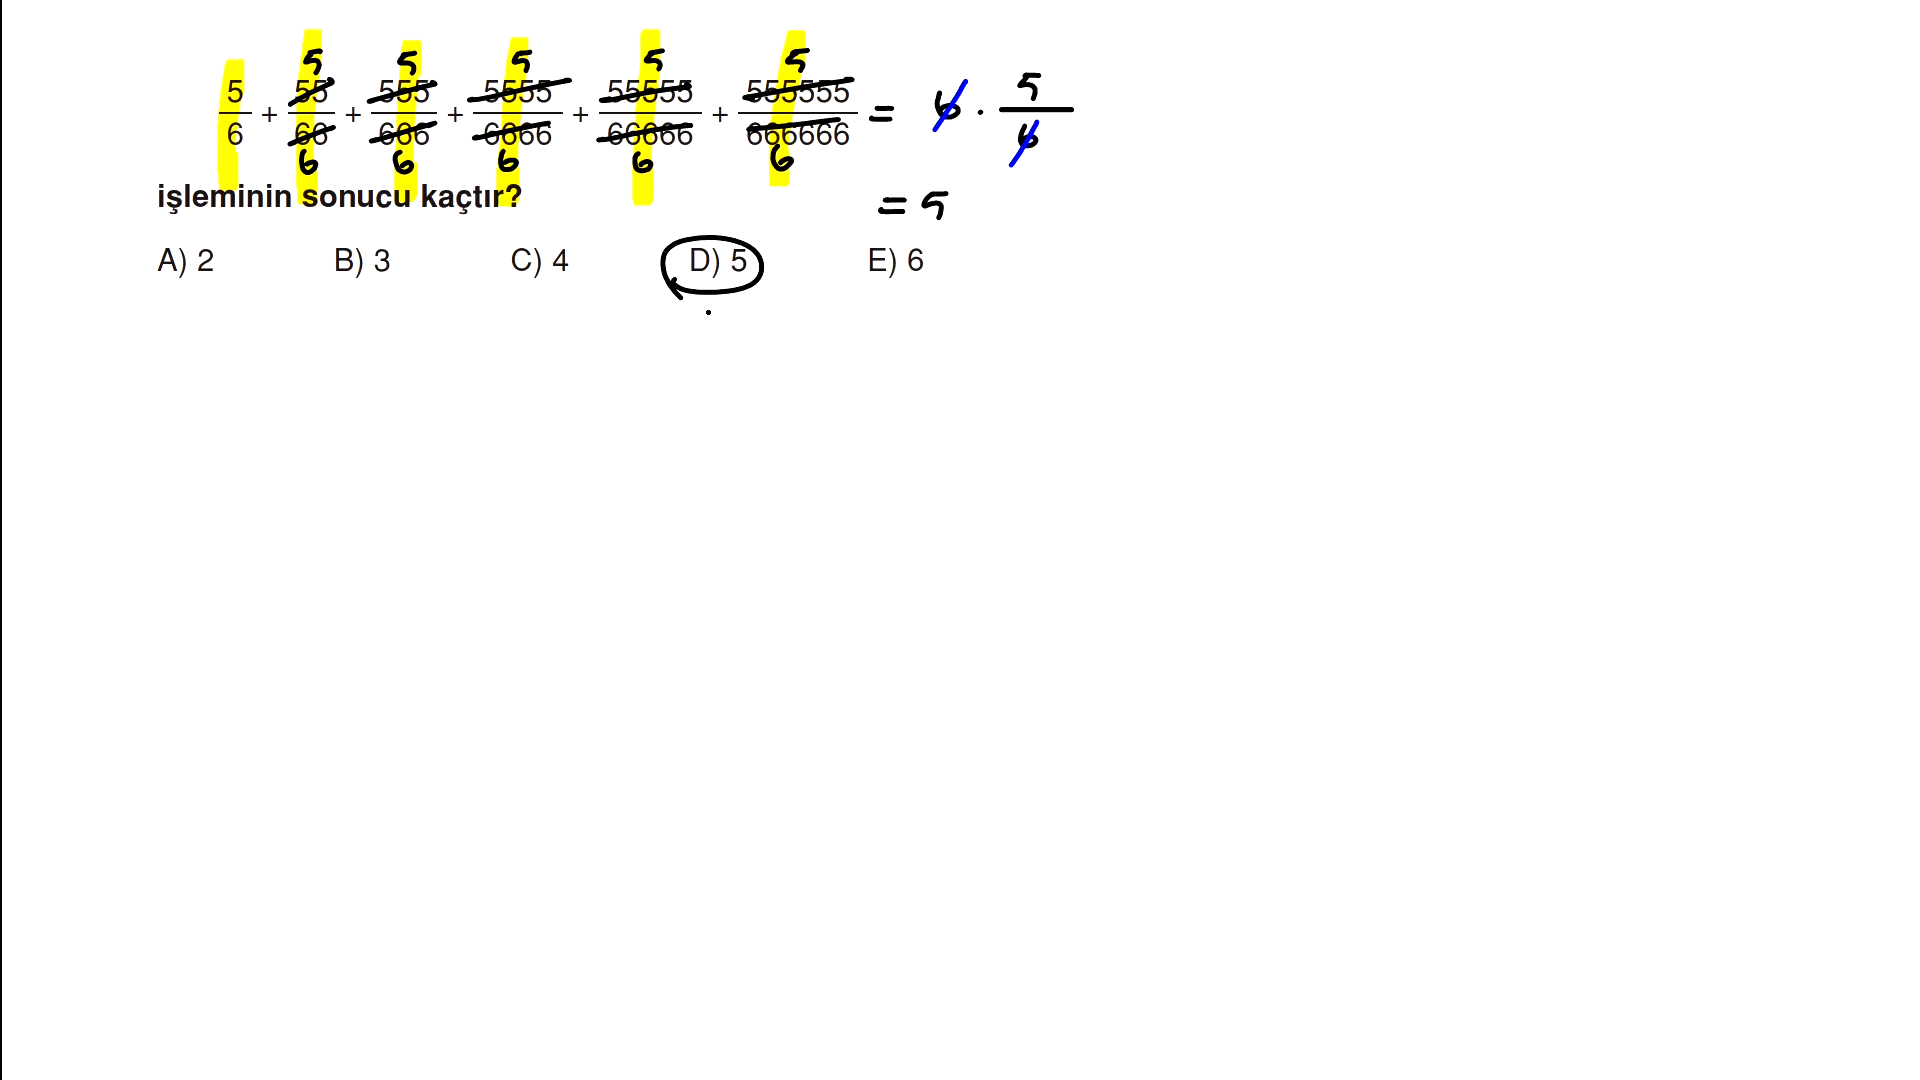 5 5 5 5 5
5/6 + 55/66 + 555/666 + 5555/6666 + 55555/66666 + 555555/666666 = 6 · 5/6
6 6 6 6 6
işleminin sonucu kaçtır? = 5
A) 2 B) 3 C) 4 D) 5 E) 6